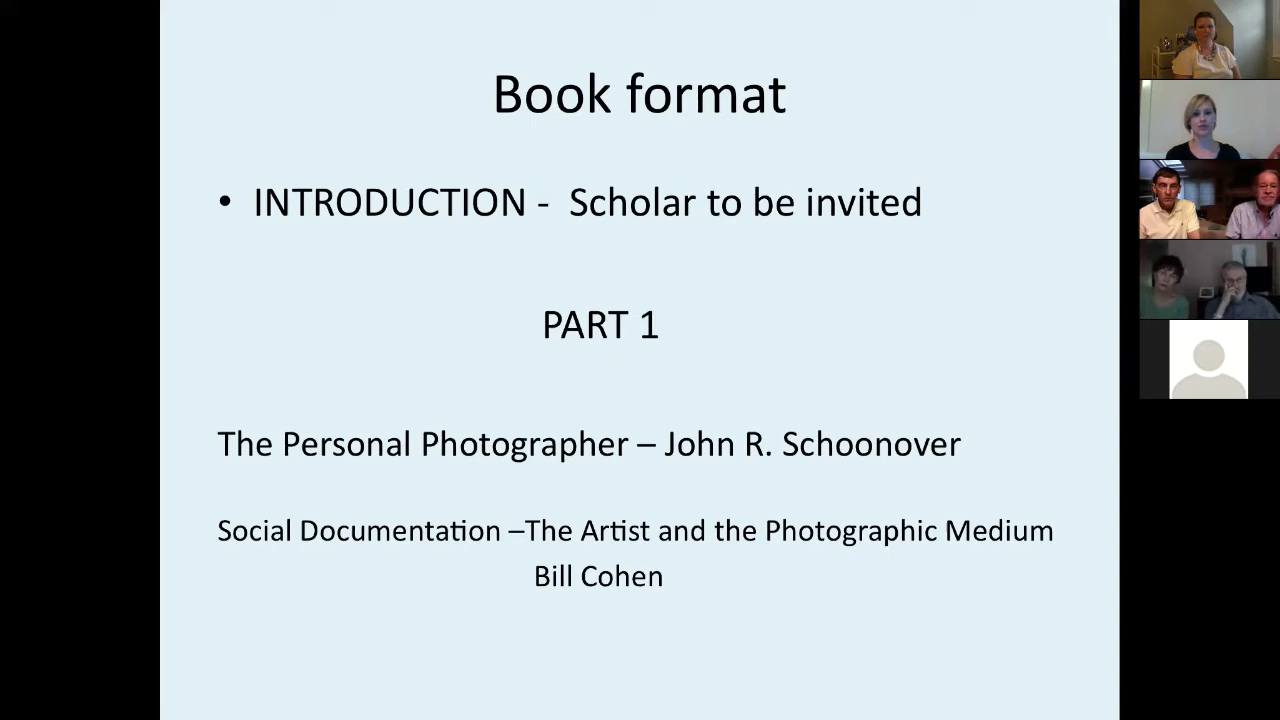 Book format
• INTRODUCTION - Scholar to be invited
PART 1
The Personal Photographer – John R. Schoonover
Social Documentation –The Artist and the Photographic Medium
Bill Cohen